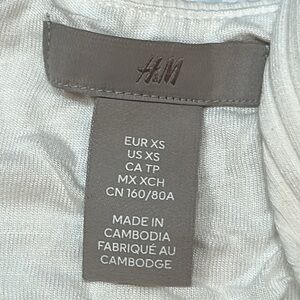 H&M
EUR XS
US XS
CA TP
MX XCH
CN 160/80A
MADE IN
CAMBODIA
FABRIQUÉ AU
CAMBODGE